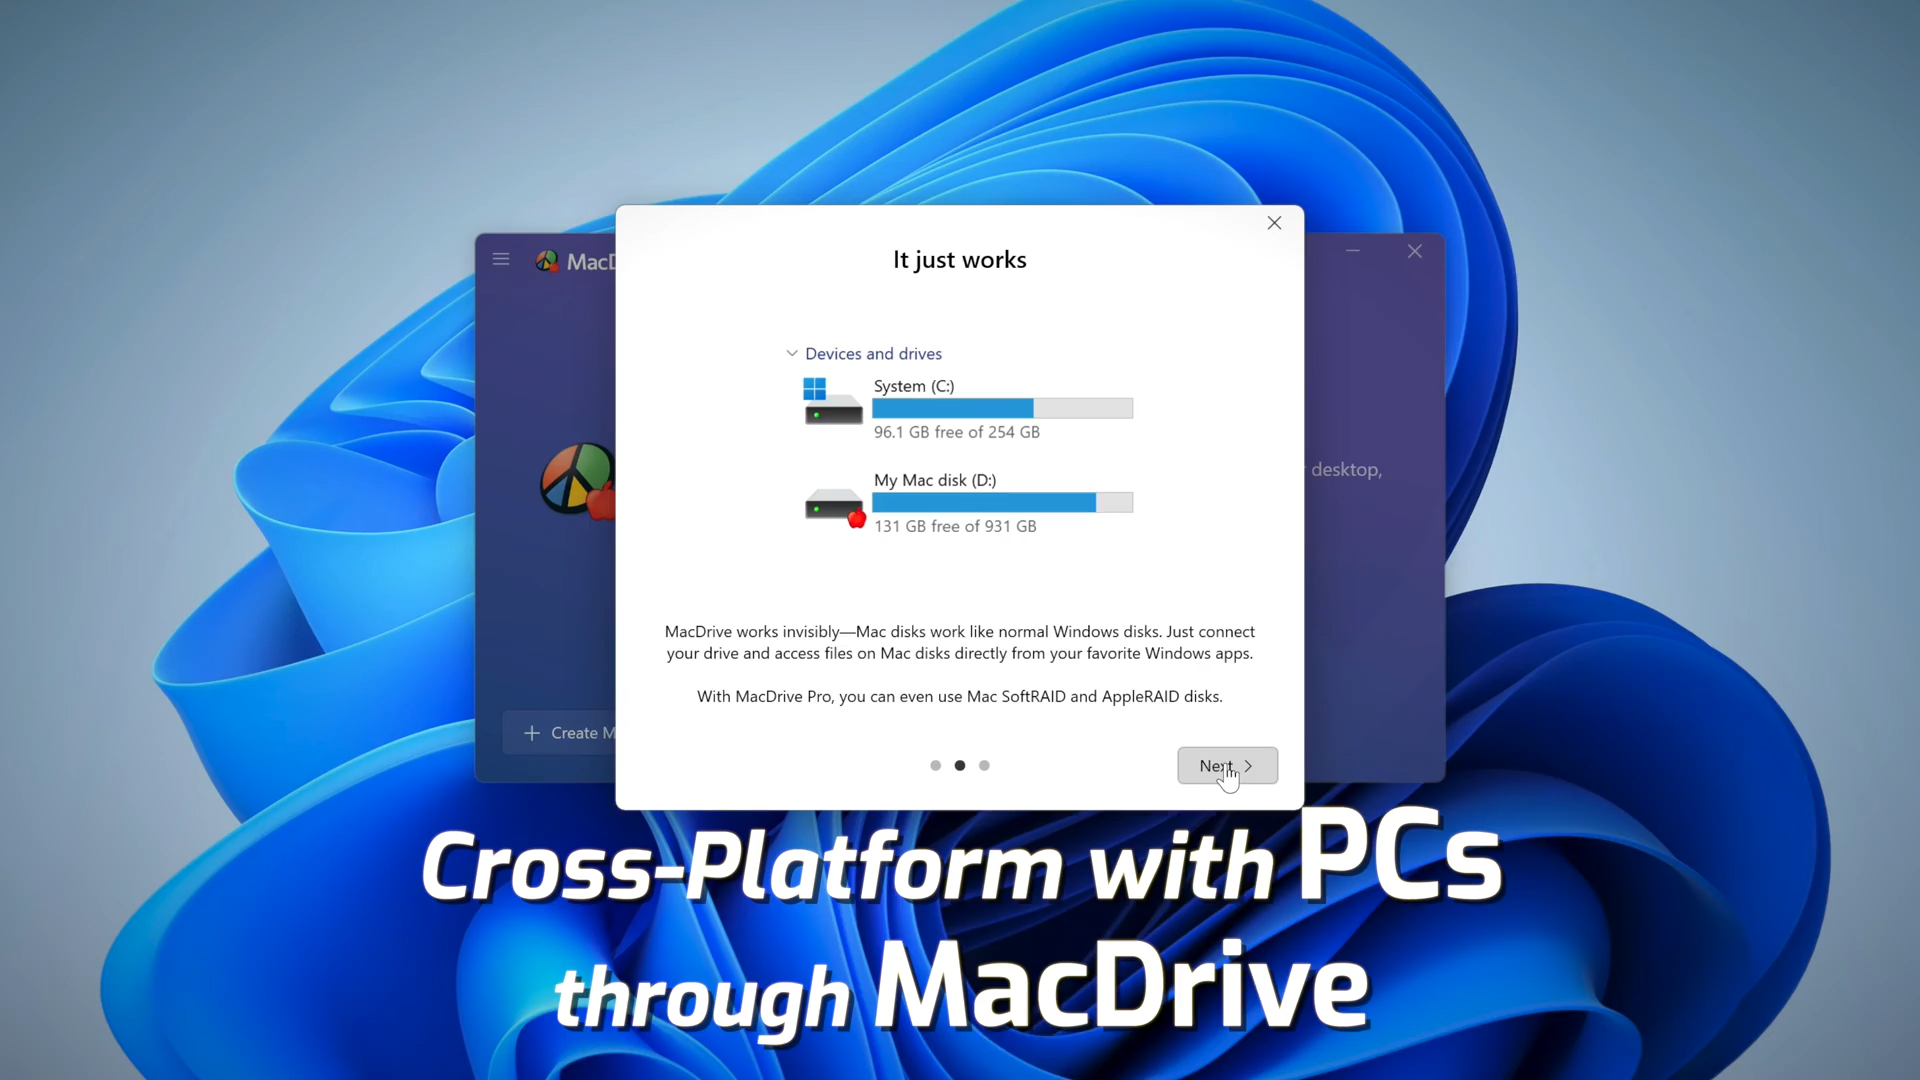 It just works
MacD
Devices and drives
System (C:)
96.1 GB free of 254 GB
desktop,
My Mac disk (D:)
131 GB free of 931 GB
MacDrive works invisibly—Mac disks work like normal Windows disks. Just connect
your drive and access files on Mac disks directly from your favorite Windows apps.
With MacDrive Pro, you can even use Mac SoftRAID and AppleRAID disks.
Create M
Next
Cross-Platform with PCs
through MacDrive